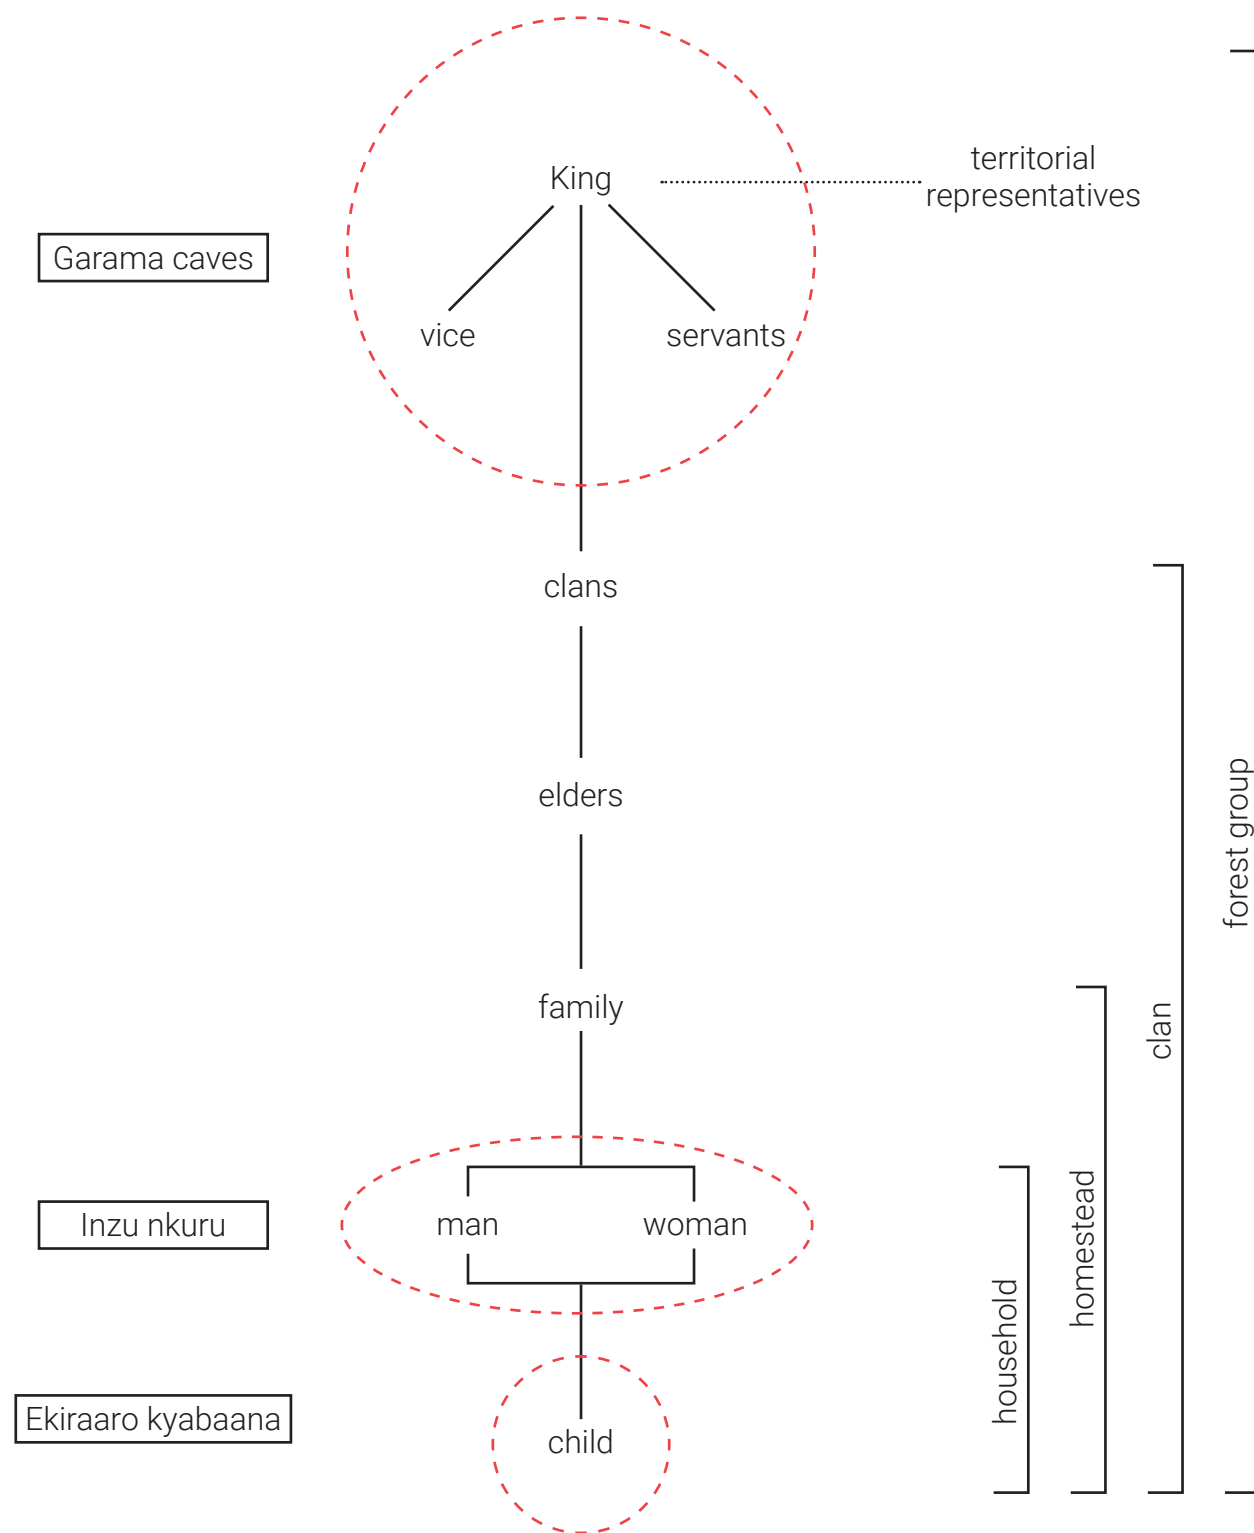 territorial
representatives
King
Garama caves
vice
servants
clans
elders
forest group
family
clan
homestead
Inzu nkuru
man
woman
household
Ekiraaro kyabaana
child